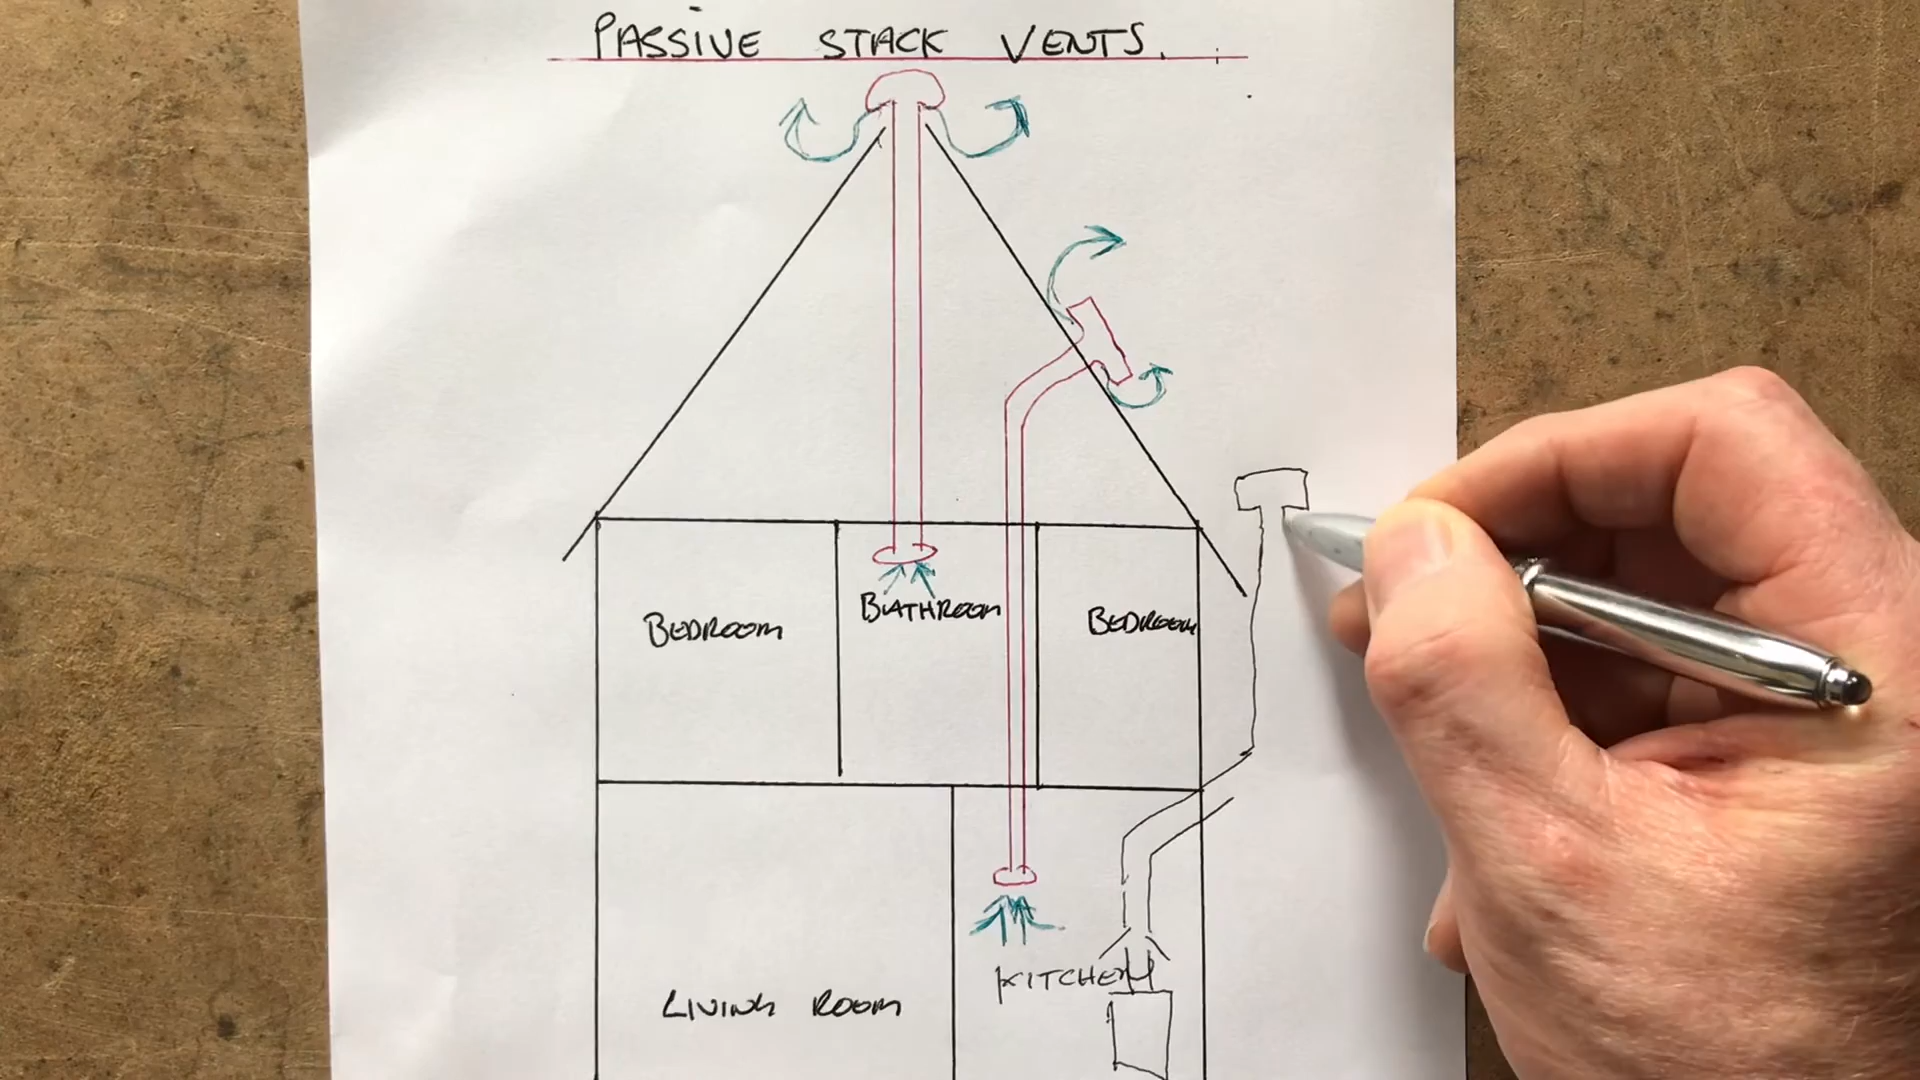 PASSIVE STACK VENTS.
BEDROOM
BATHROOM
BEDROOM
LIVING ROOM
KITCHEN